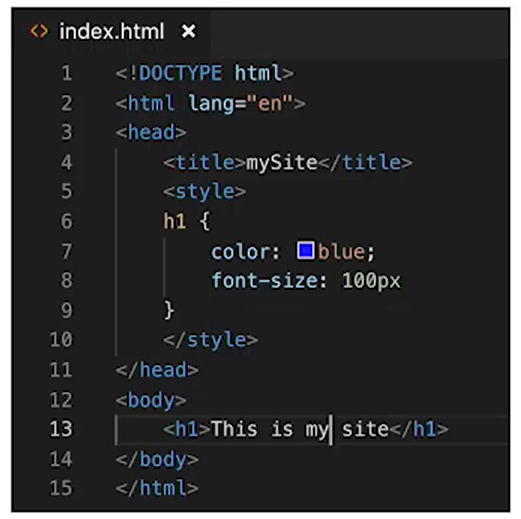 <> index.html ×
1 <!DOCTYPE html>
2 <html lang="en">
3 <head>
4 <title>mySite</title>
5 <style>
6 h1 {
7 color: blue;
8 font-size: 100px
9 }
10 </style>
11 </head>
12 <body>
13 <h1>This is my site</h1>
14 </body>
15 </html>